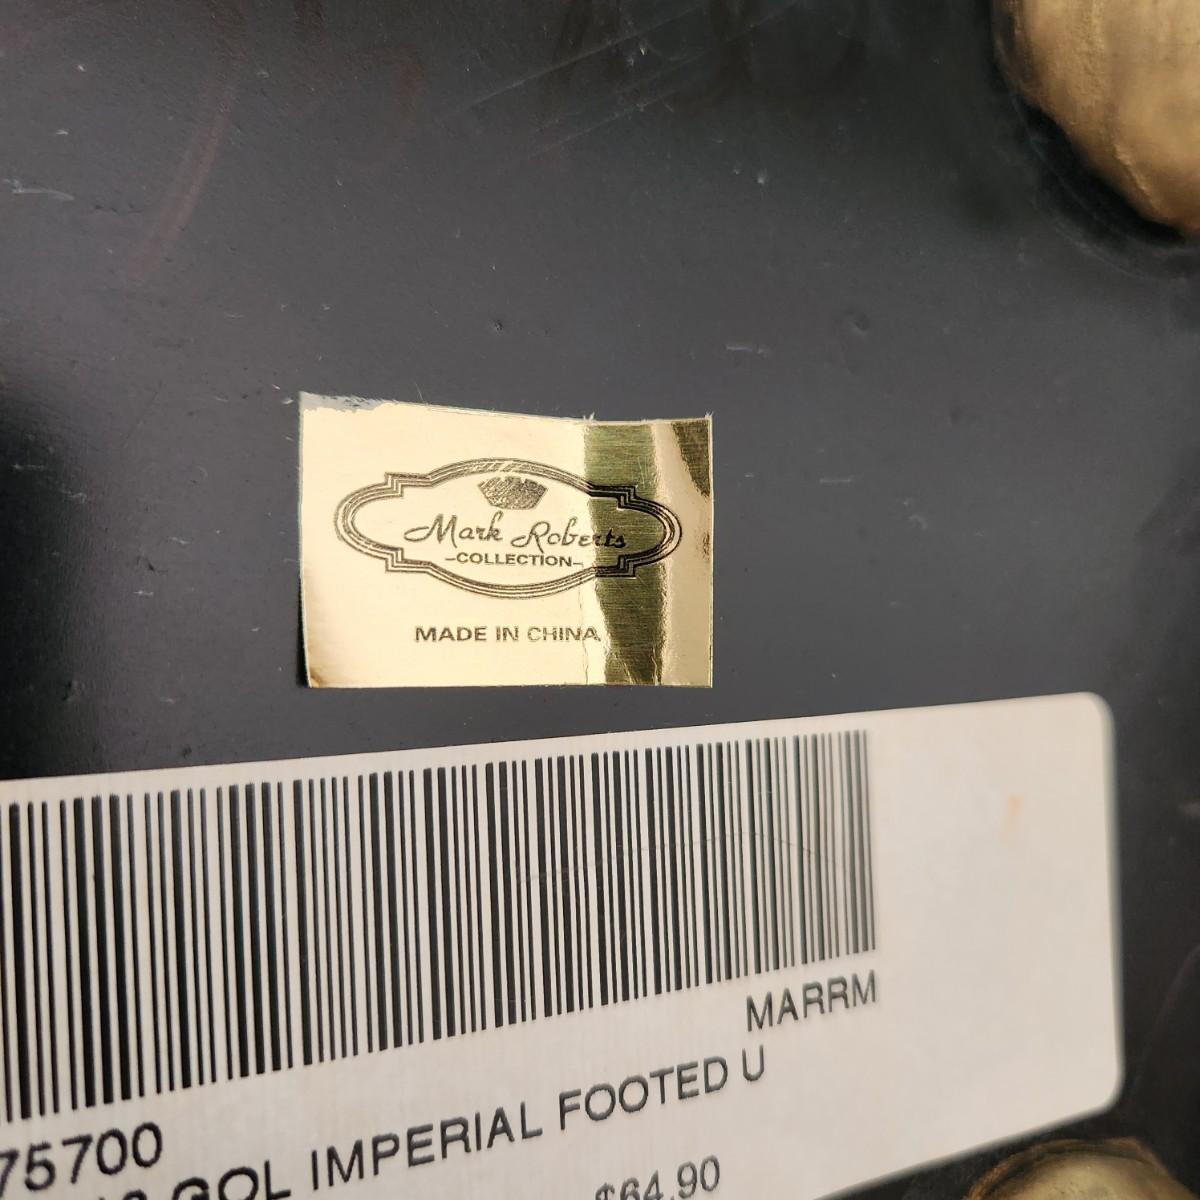 Mark Roberts
-COLLECTION-
MADE IN CHINA
MARRM
75700
GOL IMPERIAL FOOTED U
$64.90